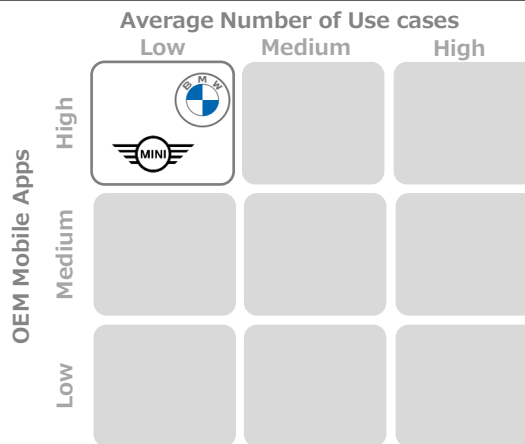 Average Number of Use cases
Low Medium High
OEM Mobile Apps
High
BMW
MINI
Medium
Low